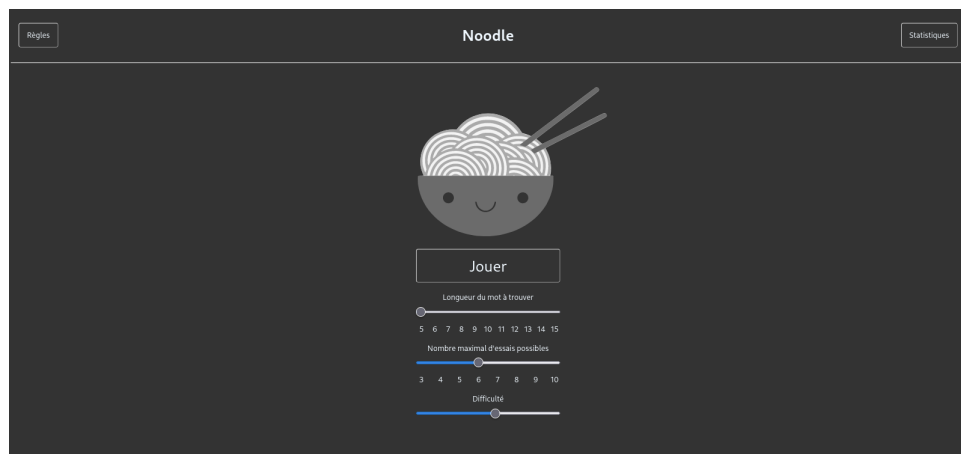 Règles
Noodle
Statistiques
Jouer
Longueur du mot à trouver
5 6 7 8 9 10 11 12 13 14 15
Nombre maximal d'essais possibles
3 4 5 6 7 8 9 10
Difficulté